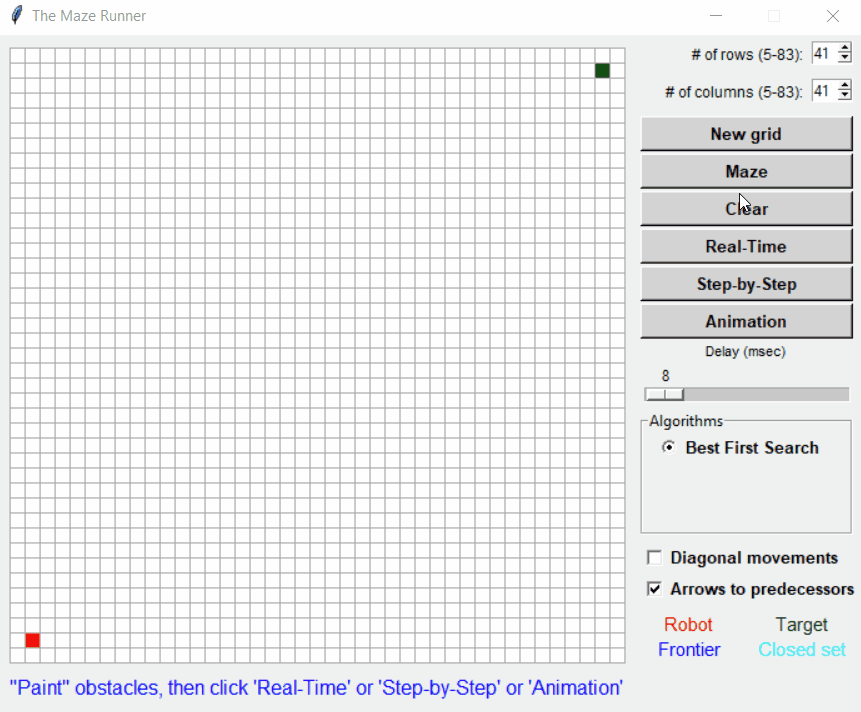 The Maze Runner
# of rows (5-83): 41
# of columns (5-83): 41
New grid
Maze
Clear
Real-Time
Step-by-Step
Animation
Delay (msec)
8
Algorithms
Best First Search
Diagonal movements
Arrows to predecessors
Robot Target
Frontier Closed set
"Paint" obstacles, then click 'Real-Time' or 'Step-by-Step' or 'Animation'